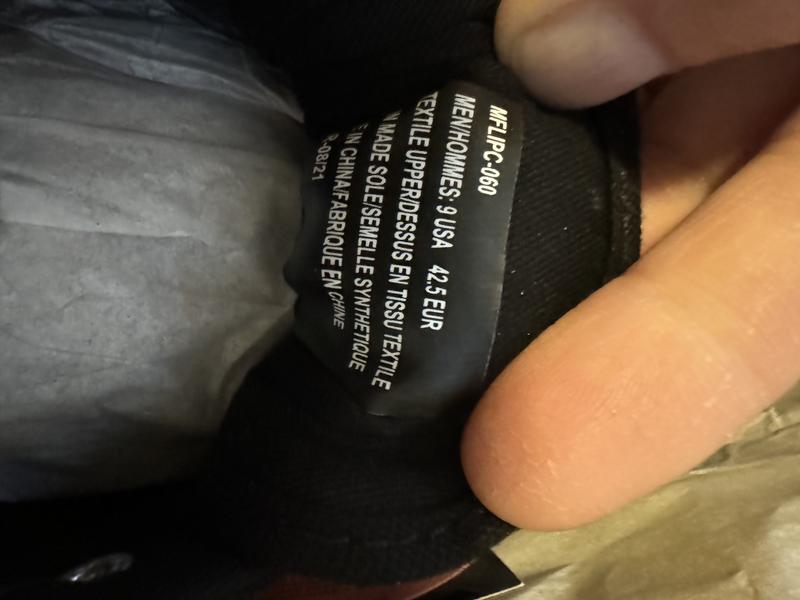 MFLIPC-060
MEN/HOMMES: 9 USA 42.5 EUR
TEXTILE UPPER/DESSUS EN TISSU TEXTILE
MADE SOLE/SEMELLE SYNTHETIQUE
IN CHINA/FABRIQUE EN CHINE
-08/21